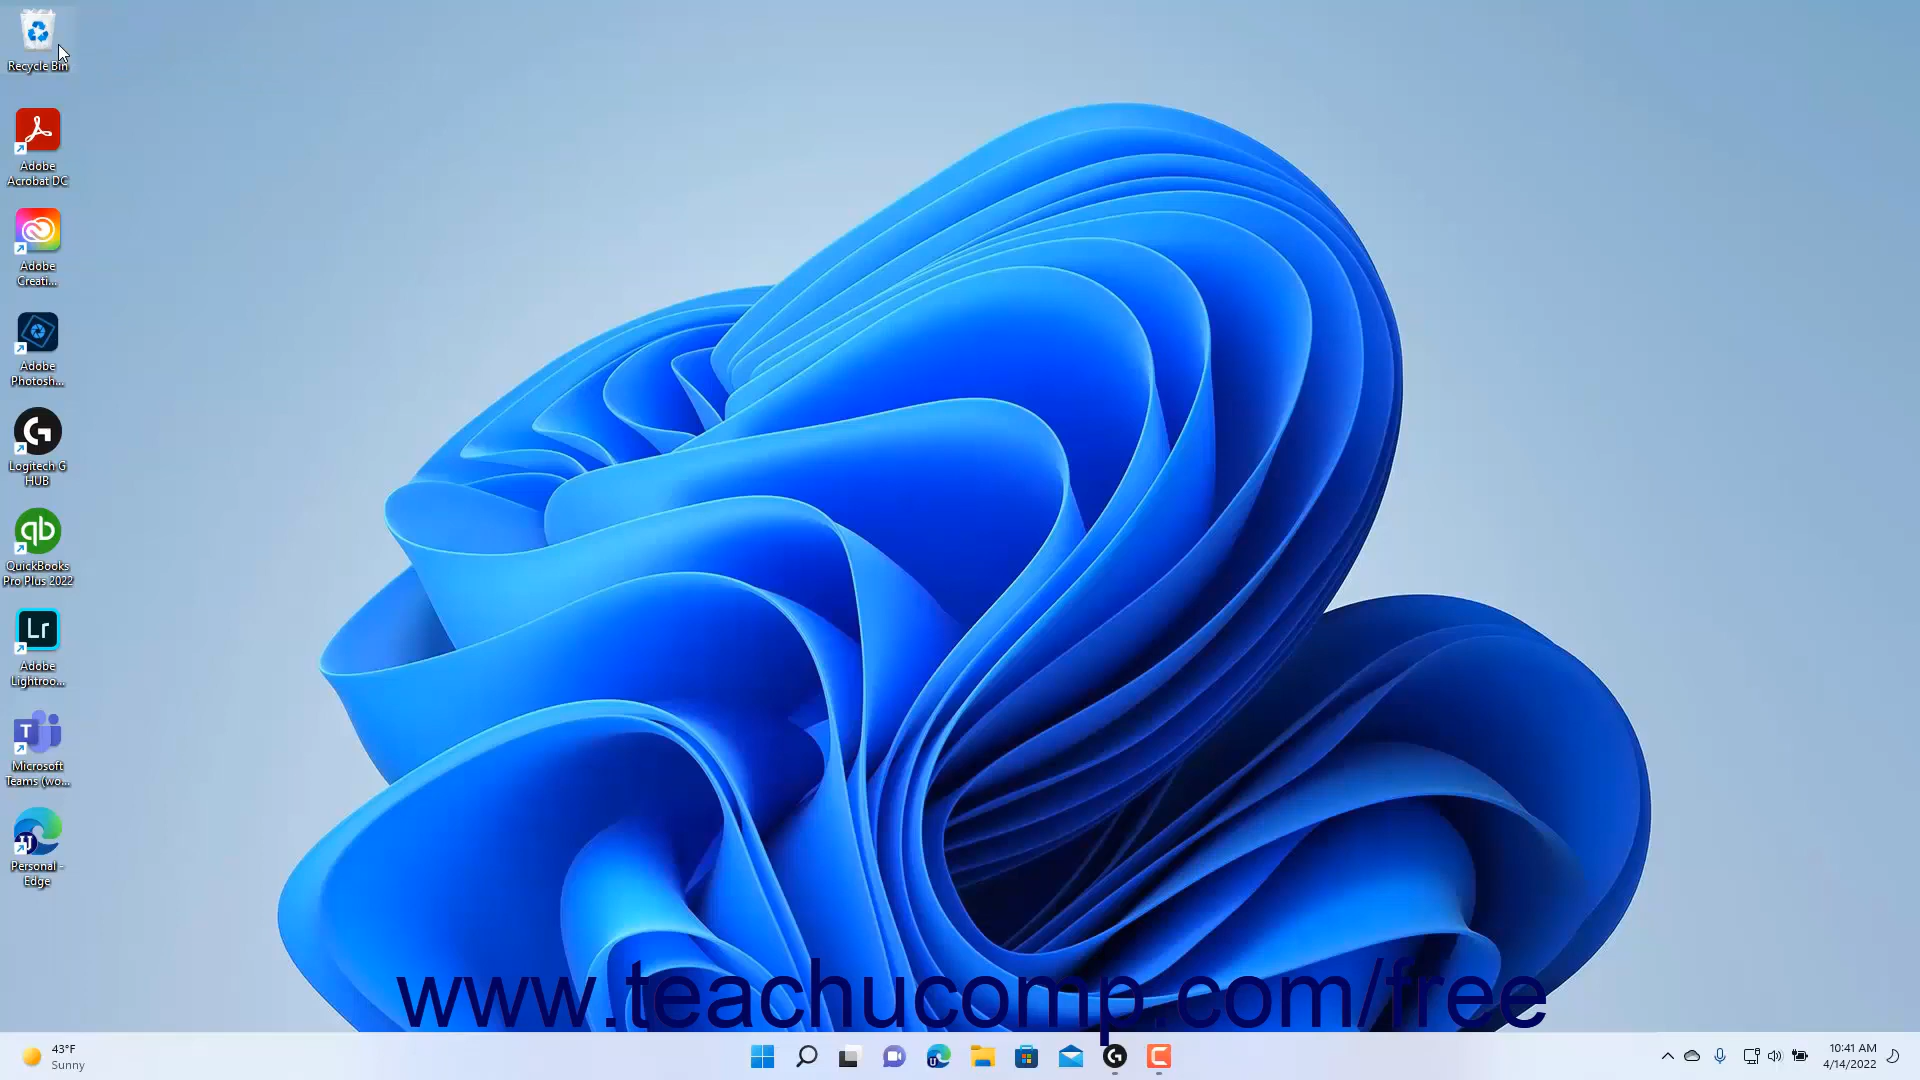 Recycle Bin
Adobe
Acrobat DC
Adobe
Creati...
Adobe
Photosh...
Logitech G
HUB
QuickBooks
Pro Plus 2022
Lr
Adobe
Lightroo...
T
Microsoft
Teams (wo...
Personal -
Edge
www.teachucomp.com/free
43°F
Sunny
10:41 AM
4/14/2022